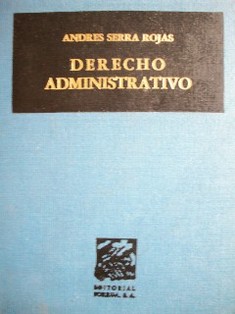 ANDRES SERRA ROJAS
DERECHO
ADMINISTRATIVO
EDITORIAL
PORRUA, S.A.